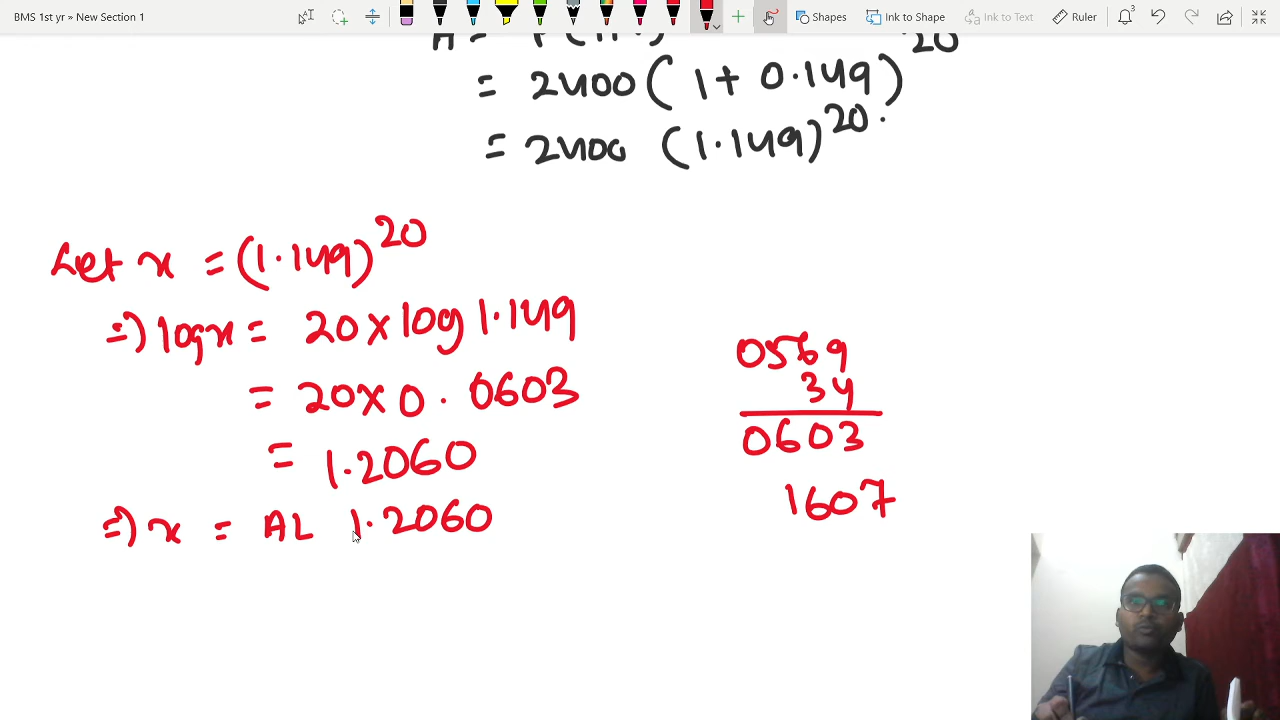 BMS 1st yr » New Section 1
Shapes
Ink to Shape
Ink to Text
Ruler
= 2400 (1 + 0.149)^20
= 2400 (1.149)^20.
Let x = (1.149)^20
=> log x = 20 × log 1.149
= 20 × 0.0603
= 1.2060
=> x = AL 1.2060
0569
34
0603
1607